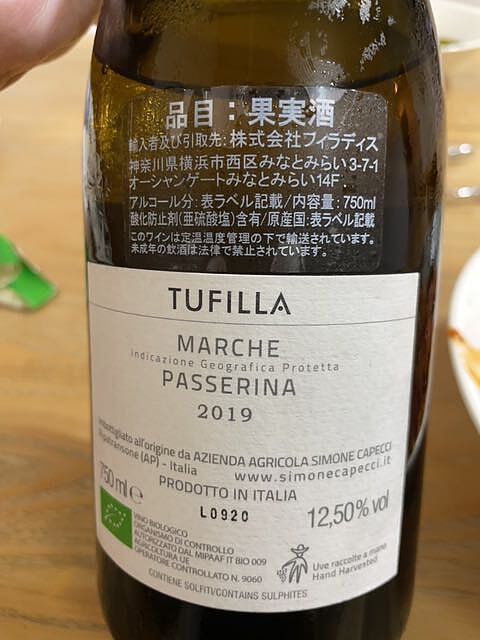 品目：果実酒
輸入者及び引取先：株式会社フィラディス
神奈川県横浜市西区みなとみらい3-7-1
オーシャンゲートみなとみらい14F
アルコール分：表ラベル記載/内容量：750ml
酸化防止剤(亜硫酸塩)含有/原産国：表ラベル記載
このワインは定温温度管理の下で輸送されています。
未成年の飲酒は法律で禁止されています。
TUFILLA
MARCHE
Indicazione Geografica Protetta
PASSERINA
2019
Imbottigliato all'origine da AZIENDA AGRICOLA SIMONE CAPECCI
Ripatransone (AP) - Italia
www.simonecapecci.it
750 ml e
PRODOTTO IN ITALIA
L0920
12,50% vol
VINO BIOLOGICO
ORGANISMO DI CONTROLLO
AUTORIZZATO DAL MIPAAF IT BIO 009
AGRICOLTURA UE
OPERATORE CONTROLLATO N. 9060
Uve raccolte a mano
Hand Harvested
CONTIENE SOLFITI/CONTAINS SULPHITES